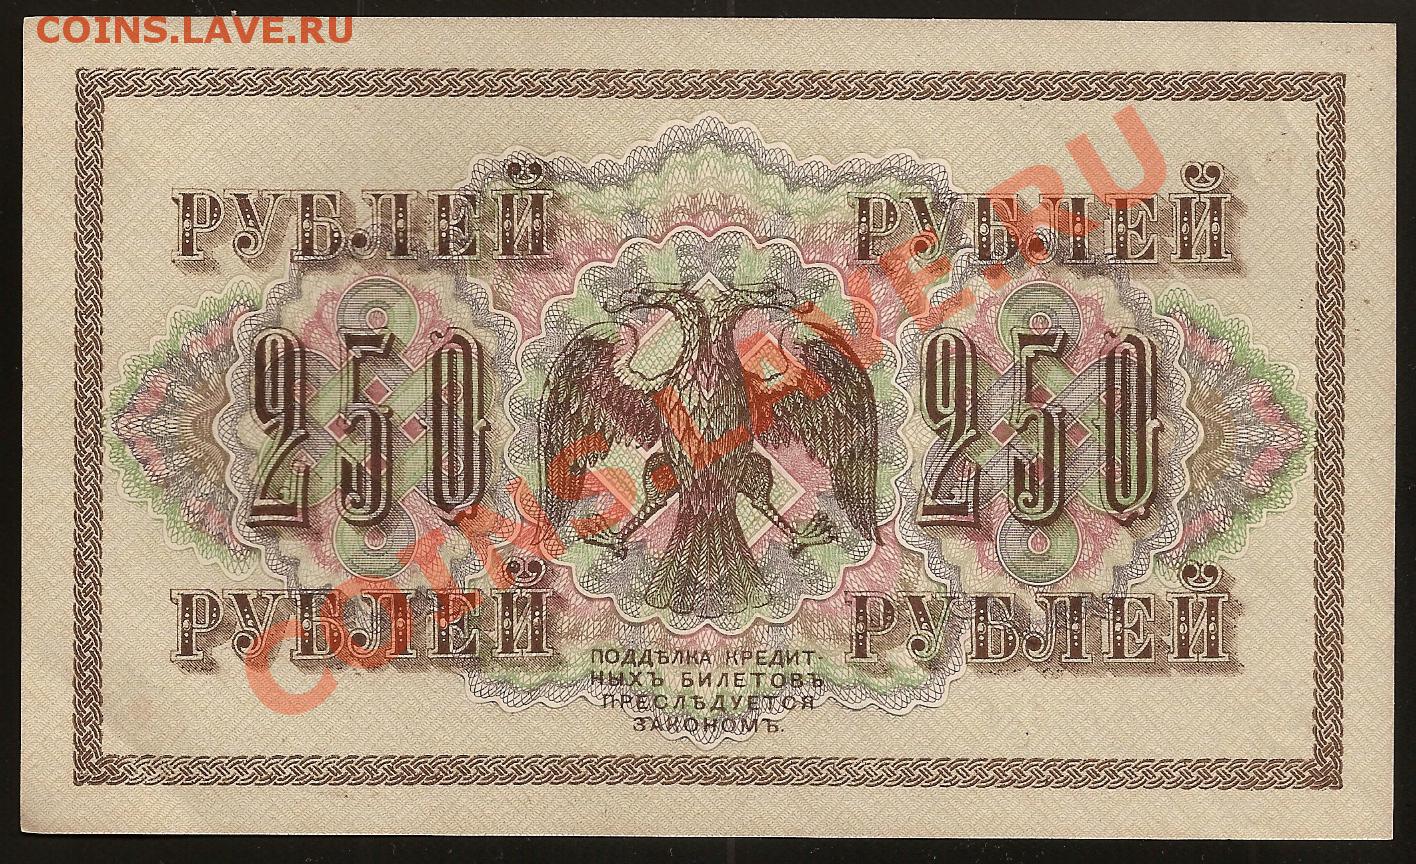 COINS.LAVE.RU
РУБЛЕЙ РУБЛЕЙ
250 250
COINS.LAVE.RU
РУБЛЕЙ РУБЛЕЙ
ПОДДѢЛКА КРЕДИТ-
НЫХЪ БИЛЕТОВЪ
ПРЕСЛѢДУЕТСЯ
ЗАКОНОМЪ.